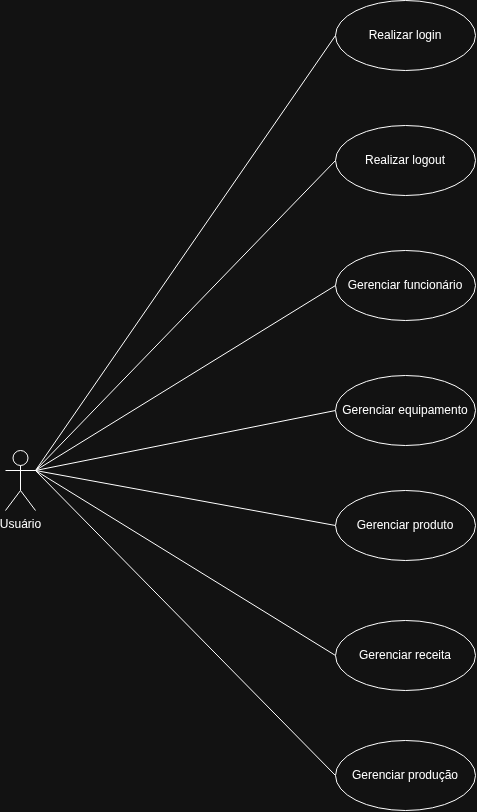 Realizar login
Realizar logout
Gerenciar funcionário
Gerenciar equipamento
Usuário
Gerenciar produto
Gerenciar receita
Gerenciar produção